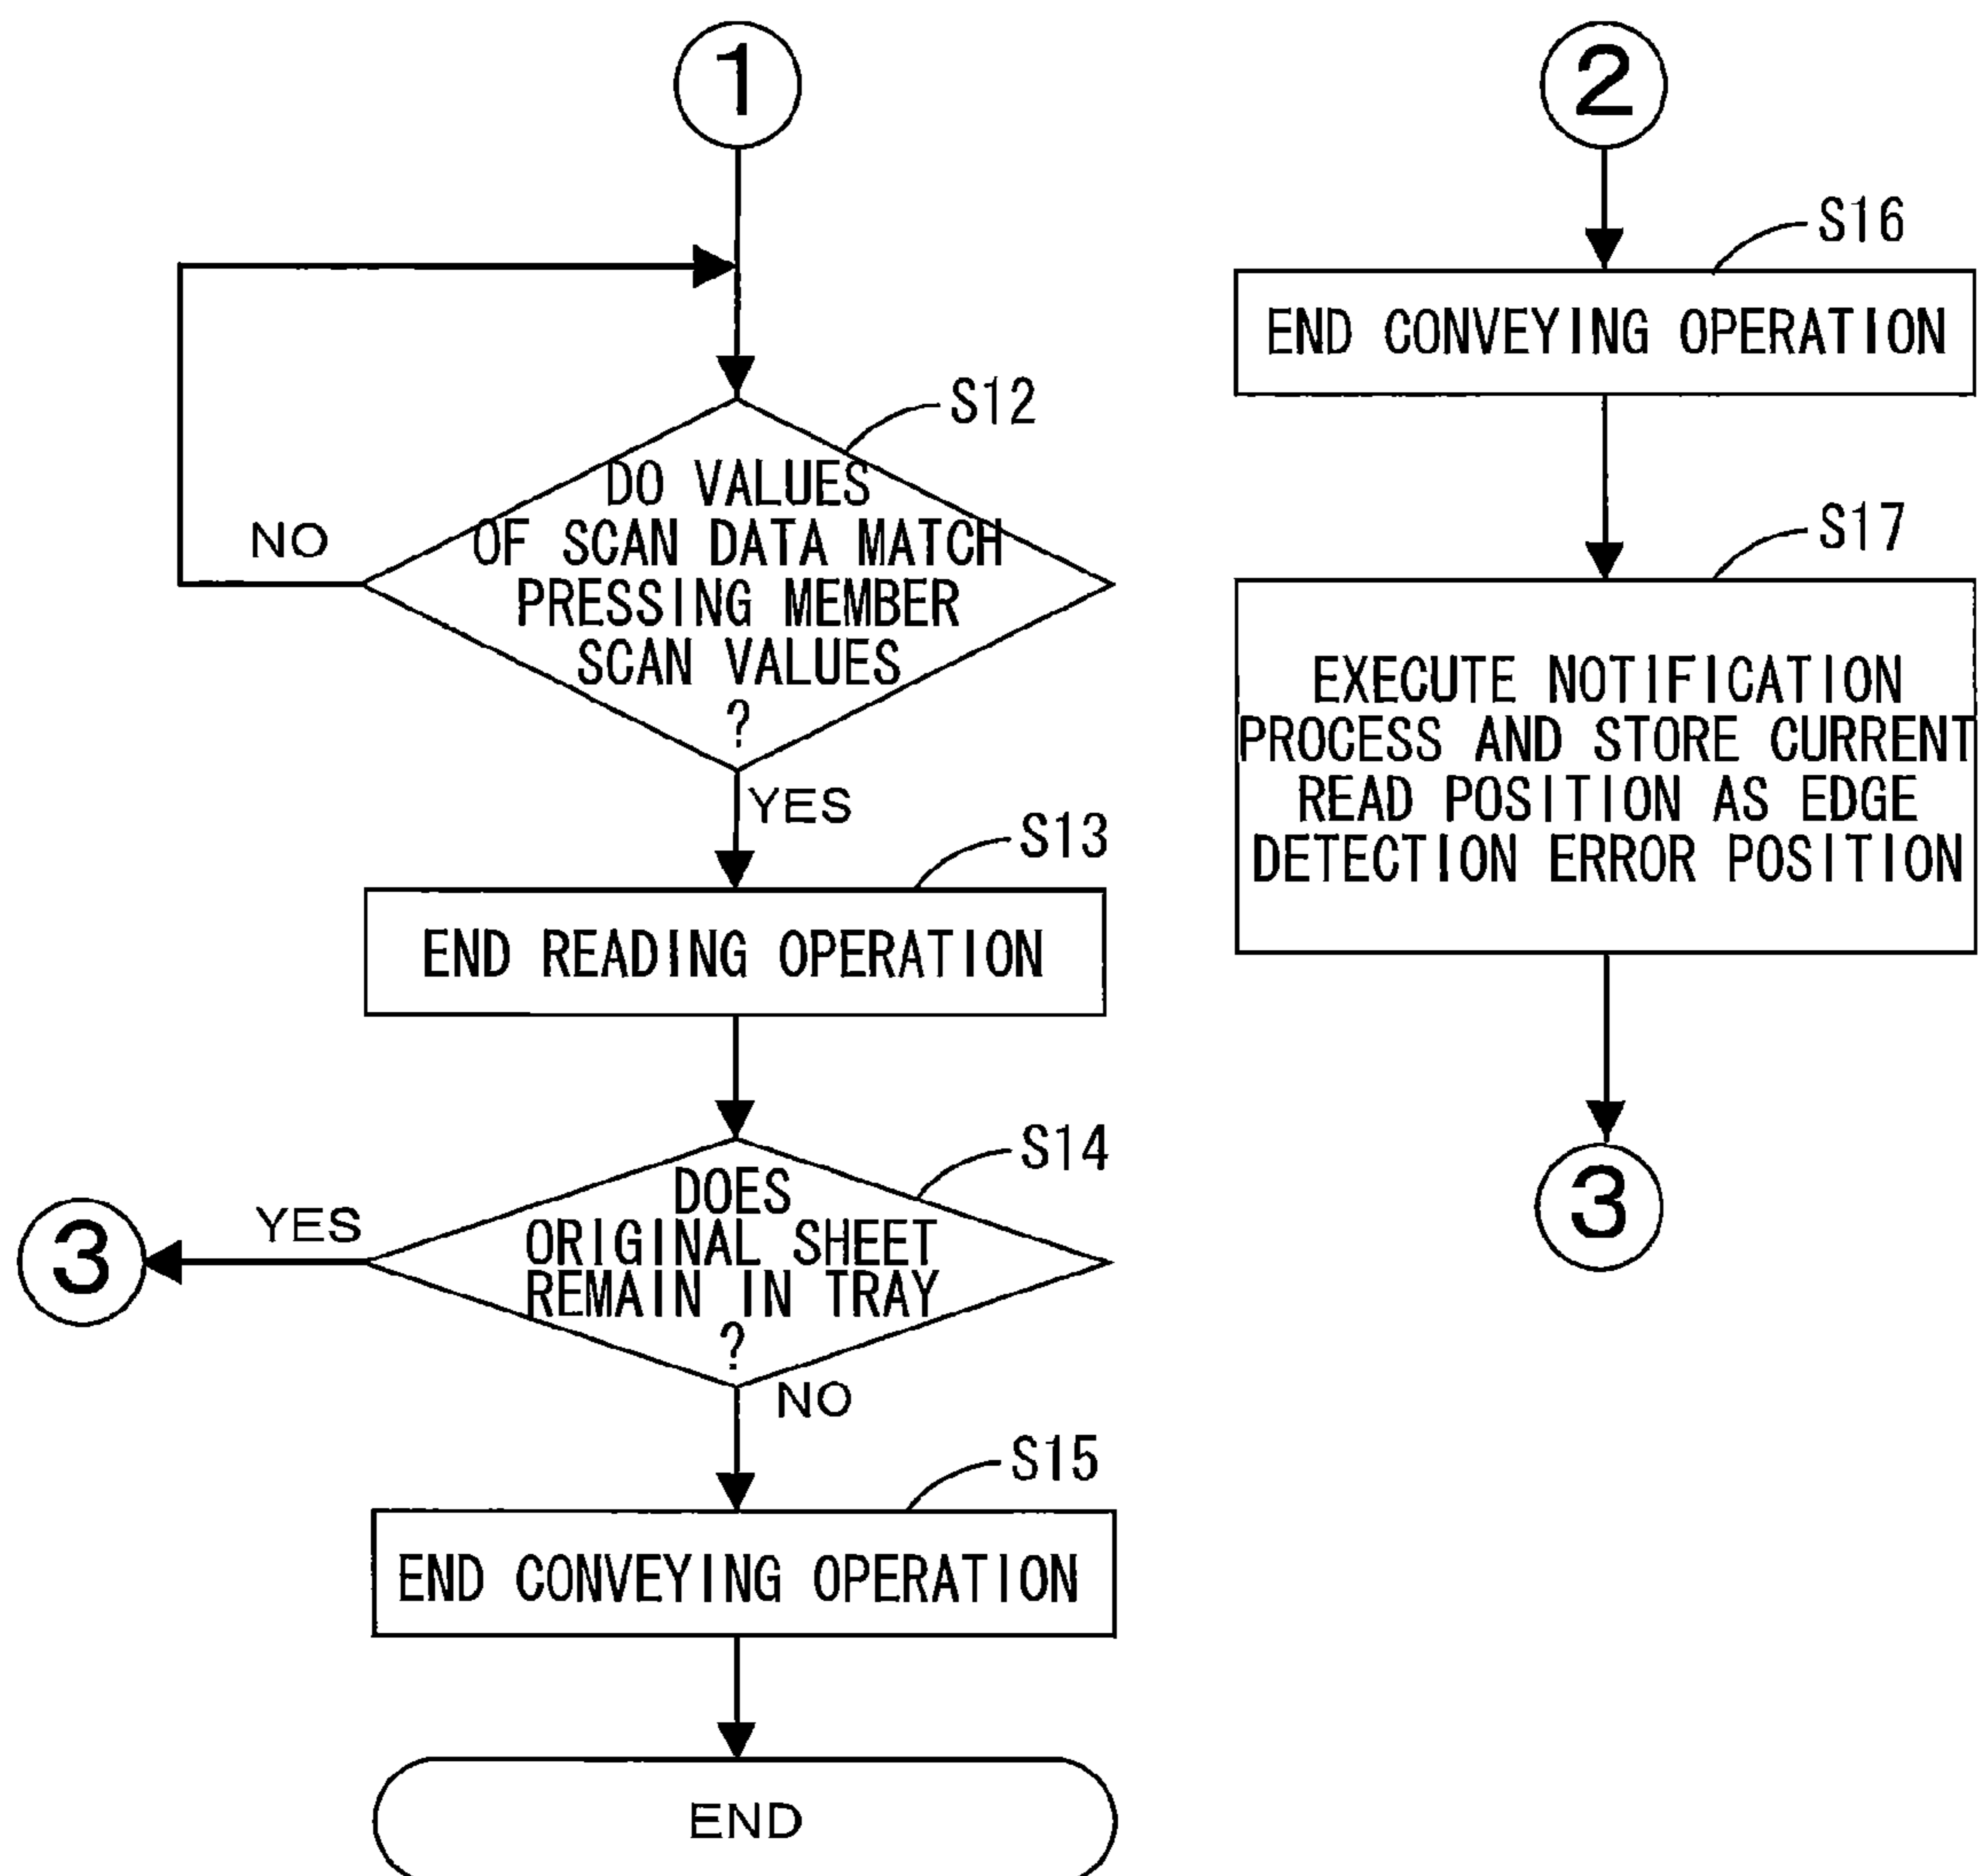 1
S12
DO VALUES
OF SCAN DATA MATCH
PRESSING MEMBER
SCAN VALUES
?
NO
YES
S13
END READING OPERATION
S14
DOES
ORIGINAL SHEET
REMAIN IN TRAY
?
YES
3
NO
S15
END CONVEYING OPERATION
END
2
S16
END CONVEYING OPERATION
S17
EXECUTE NOTIFICATION
PROCESS AND STORE CURRENT
READ POSITION AS EDGE
DETECTION ERROR POSITION
3